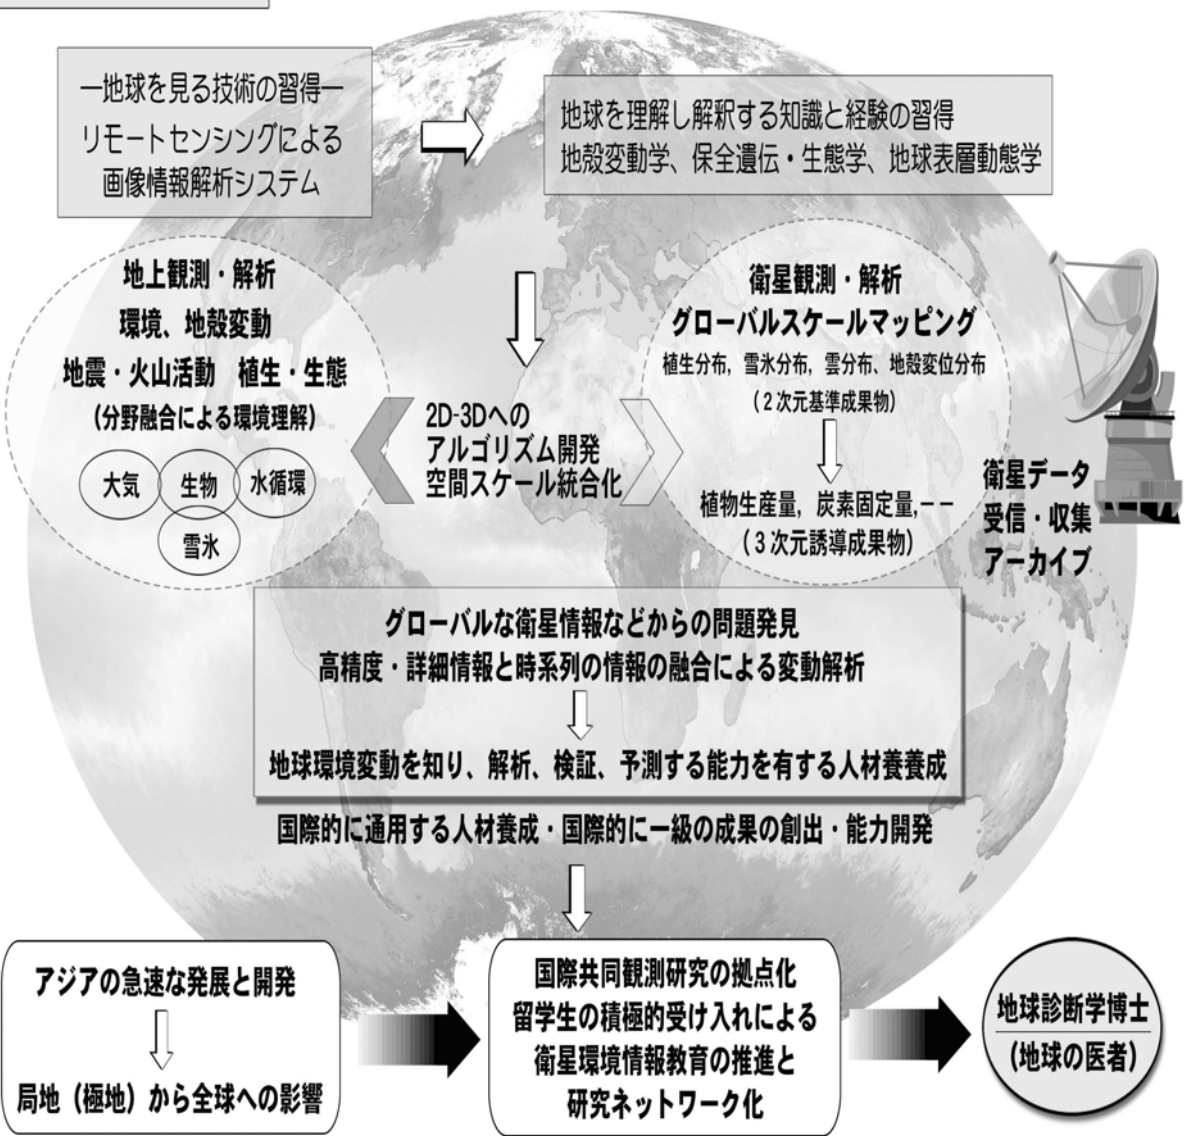 ―地球を見る技術の習得―
リモートセンシングによる
画像情報解析システム
地球を理解し解釈する知識と経験の習得
地殻変動学、保全遺伝・生態学、地球表層動態学
地上観測・解析
環境、地殻変動
地震・火山活動　植生・生態
(分野融合による環境理解)
大気
生物
水循環
雪氷
2D-3Dへの
アルゴリズム開発
空間スケール統合化
衛星観測・解析
グローバルスケールマッピング
植生分布，雪氷分布，雲分布、地殻変位分布
（２次元基準成果物）
植物生産量，炭素固定量,－－
（３次元誘導成果物）
衛星データ
受信・収集
アーカイブ
グローバルな衛星情報などからの問題発見
高精度・詳細情報と時系列の情報の融合による変動解析
地球環境変動を知り、解析、検証、予測する能力を有する人材養養成
国際的に通用する人材養成・国際的に一級の成果の創出・能力開発
アジアの急速な発展と開発
局地（極地）から全球への影響
国際共同観測研究の拠点化
留学生の積極的受け入れによる
衛星環境情報教育の推進と
研究ネットワーク化
地球診断学博士
(地球の医者)